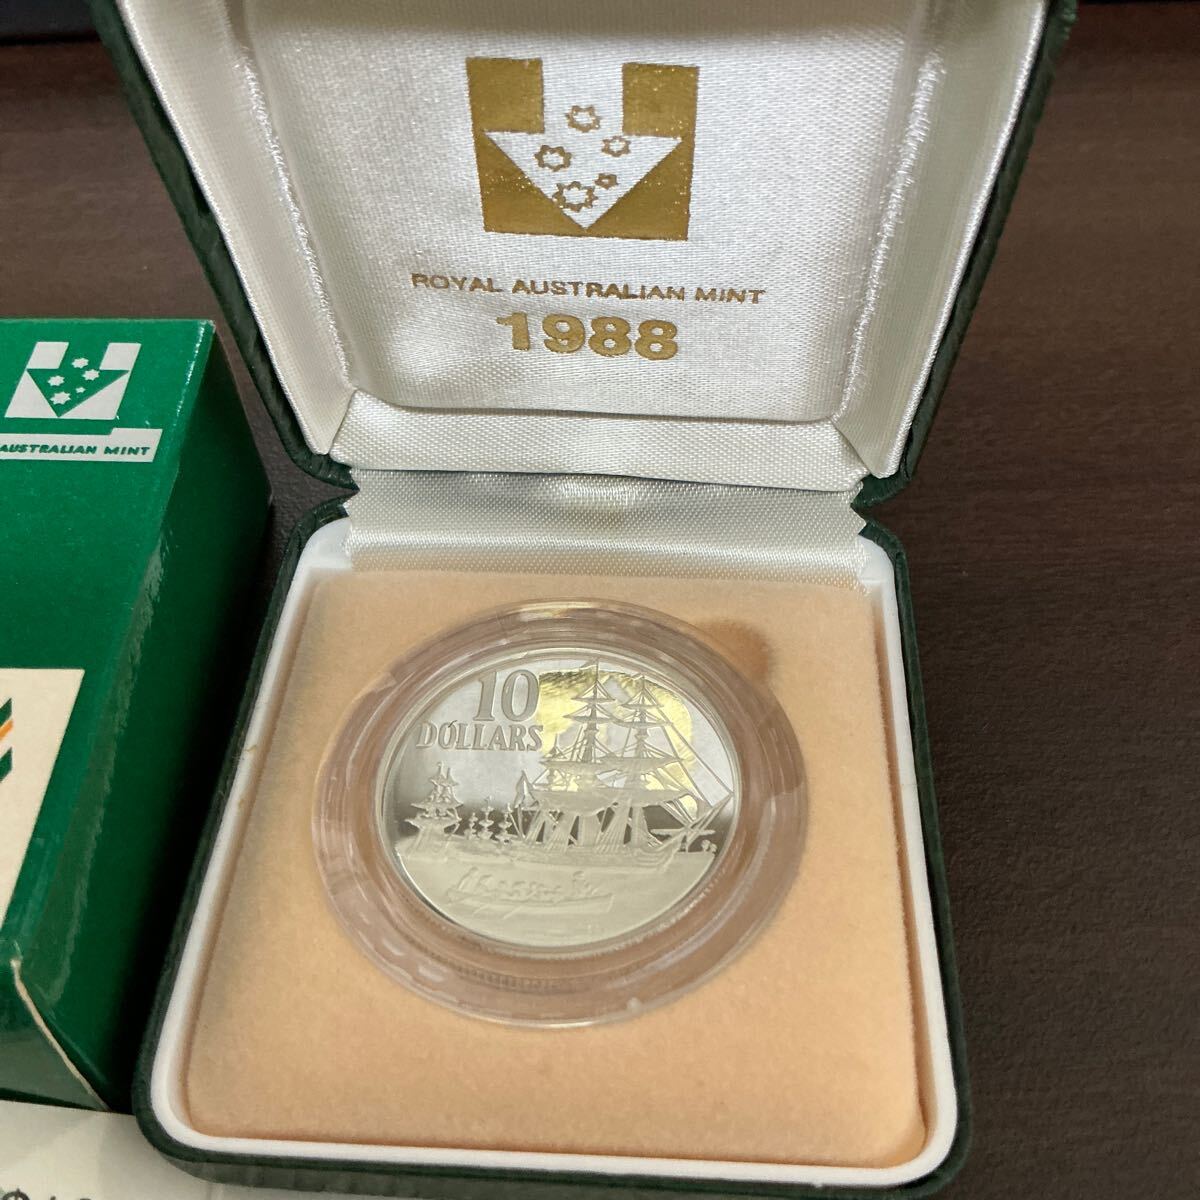 ROYAL AUSTRALIAN MINT
1988
AUSTRALIAN MINT
10
DOLLARS